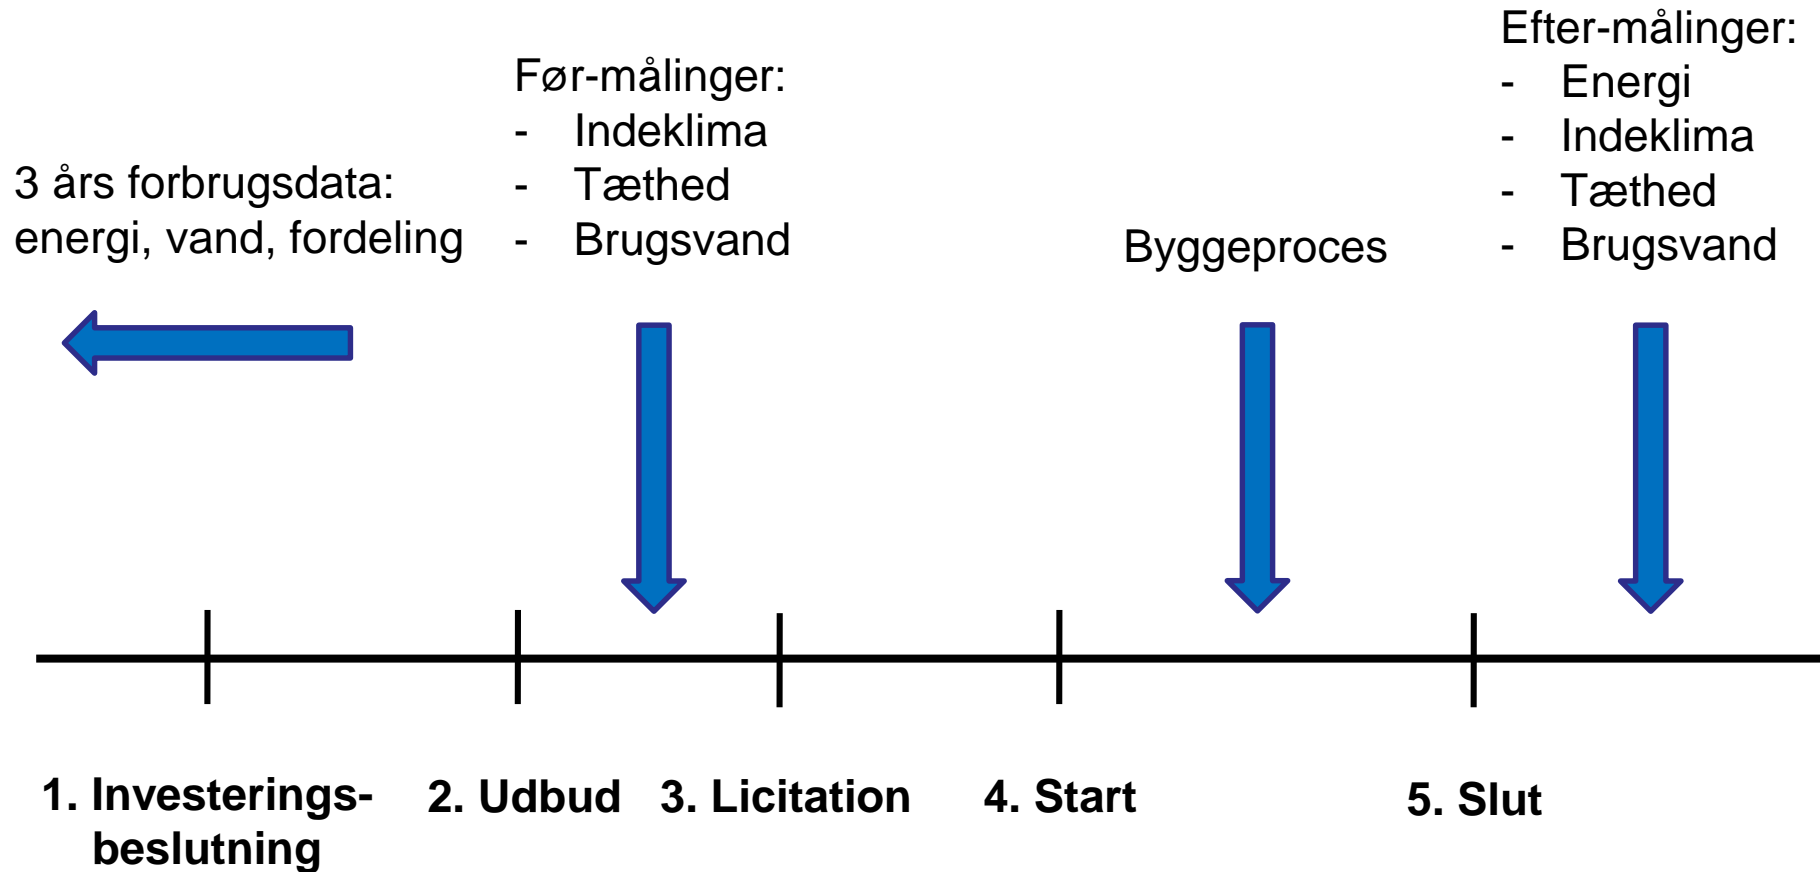 3 års forbrugsdata:
energi, vand, fordeling
Før-målinger:
- Indeklima
- Tæthed
- Brugsvand
Byggeproces
Efter-målinger:
- Energi
- Indeklima
- Tæthed
- Brugsvand
1. Investerings-
beslutning
2. Udbud
3. Licitation
4. Start
5. Slut